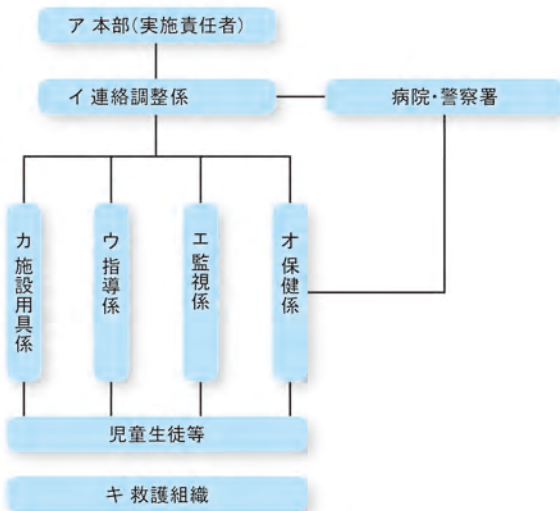 ア 本部(実施責任者)
イ 連絡調整係
病院・警察署
カ 施設用具係
ウ 指導係
エ 監視係
オ 保健係
児童生徒等
キ 救護組織